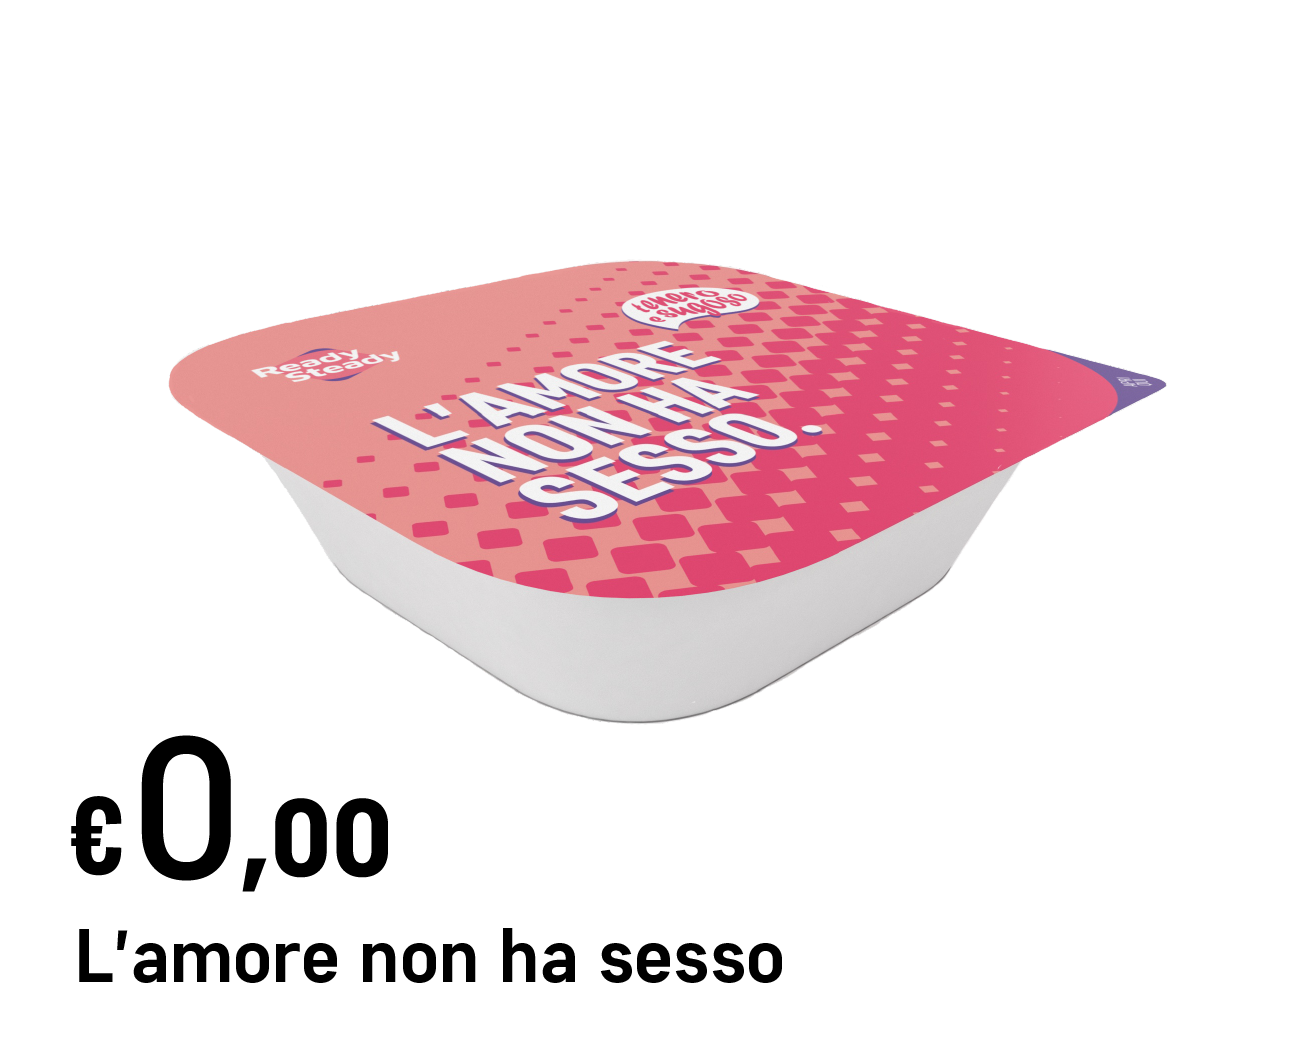 Ready
Steady
tenero
e sugoso
L'AMORE
NON HA
SESSO.
€0,00
L'amore non ha sesso